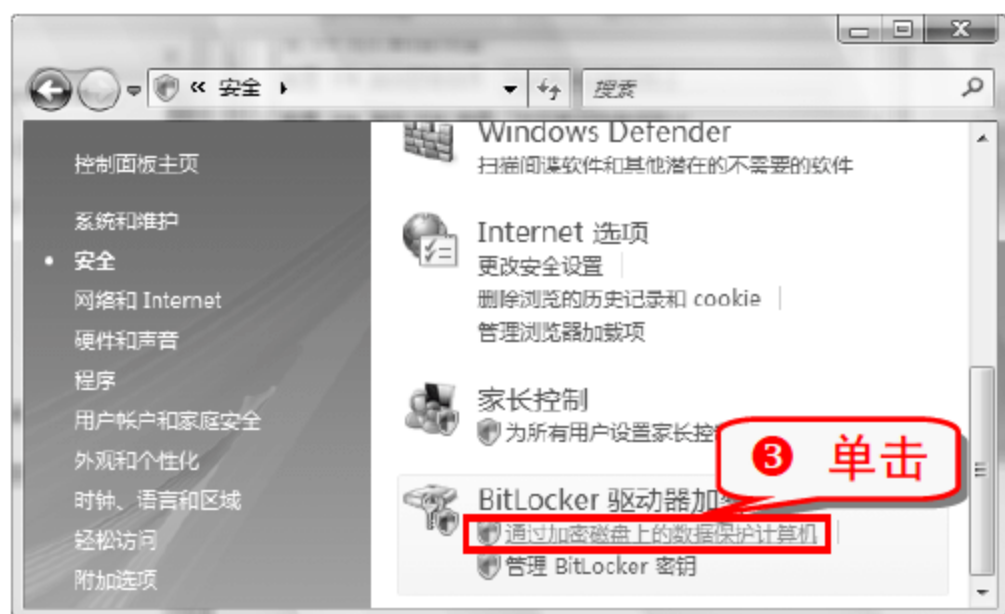 安全
搜索
控制面板主页
系统和维护
安全
网络和 Internet
硬件和声音
程序
用户帐户和家庭安全
外观和个性化
时钟、语言和区域
轻松访问
附加选项
Windows Defender
扫描间谍软件和其他潜在的不需要的软件
Internet 选项
更改安全设置
删除浏览的历史记录和 cookie
管理浏览器加载项
家长控制
为所有用户设置家长控
❸ 单击
BitLocker 驱动器加
通过加密磁盘上的数据保护计算机
管理 BitLocker 密钥